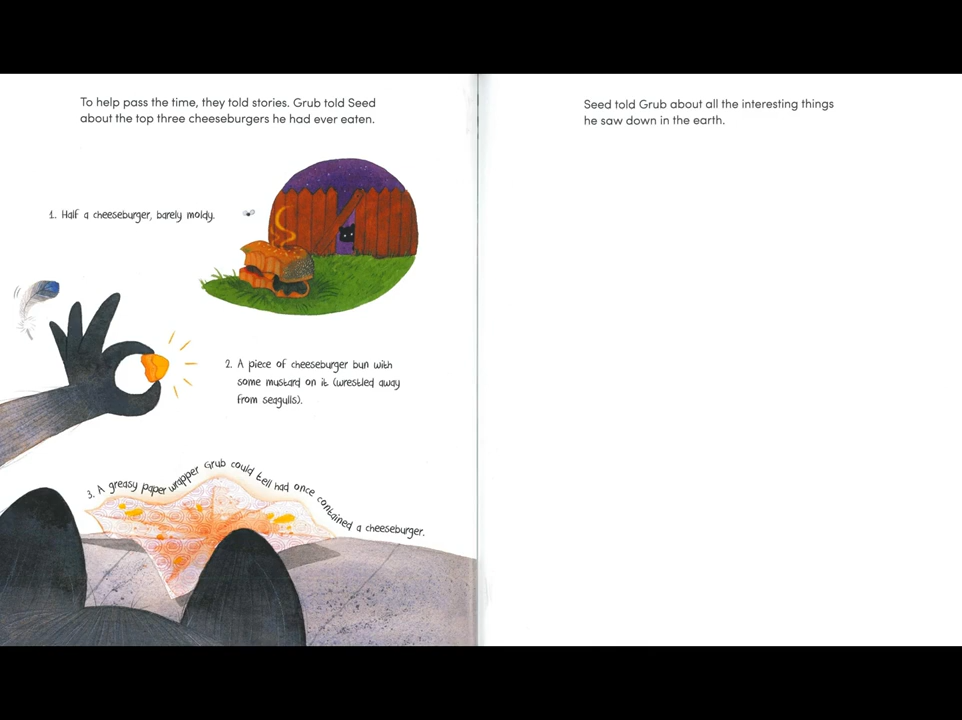 To help pass the time, they told stories. Grub told Seed
about the top three cheeseburgers he had ever eaten.
1. Half a cheeseburger, barely moldy.
2. A piece of cheeseburger bun with
some mustard on it (wrestled away
from seagulls).
3. A greasy paper wrapper Grub could tell had once contained a cheeseburger.
Seed told Grub about all the interesting things
he saw down in the earth.